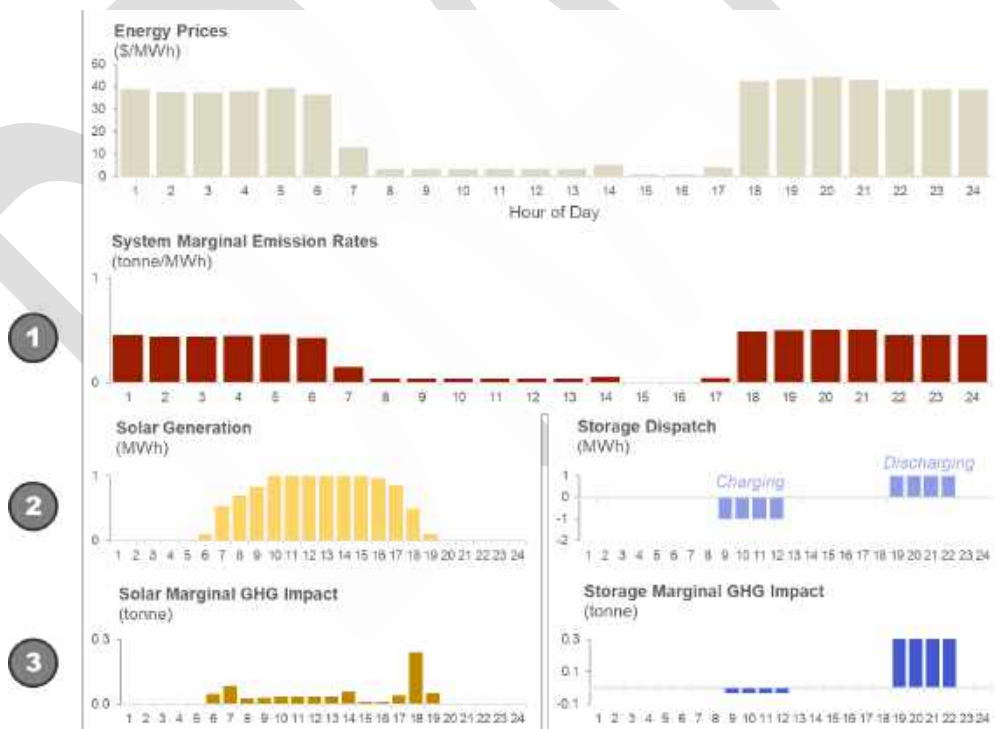 Energy Prices
($/MWh)
60
40
30
20
10
0
1 2 3 4 5 6 7 8 9 10 11 12 13 14 15 16 17 18 19 20 21 22 23 24
Hour of Day
System Marginal Emission Rates
(tonne/MWh)
1
0
1
1 2 3 4 5 6 7 8 9 10 11 12 13 14 15 16 17 18 19 20 21 22 23 24
Solar Generation
(MWh)
1
0
2
1 2 3 4 5 6 7 8 9 10 11 12 13 14 15 16 17 18 19 20 21 22 23 24
Storage Dispatch
(MWh)
Discharging
Charging
1
0
-1
-2
1 2 3 4 5 6 7 8 9 10 11 12 13 14 15 16 17 18 19 20 21 22 23 24
Solar Marginal GHG Impact
(tonne)
0.3
0.0
3
1 2 3 4 5 6 7 8 9 10 11 12 13 14 15 16 17 18 19 20 21 22 23 24
Storage Marginal GHG Impact
(tonne)
0.3
0.1
-0.1
1 2 3 4 5 6 7 8 9 10 11 12 13 14 15 16 17 18 19 20 21 22 23 24